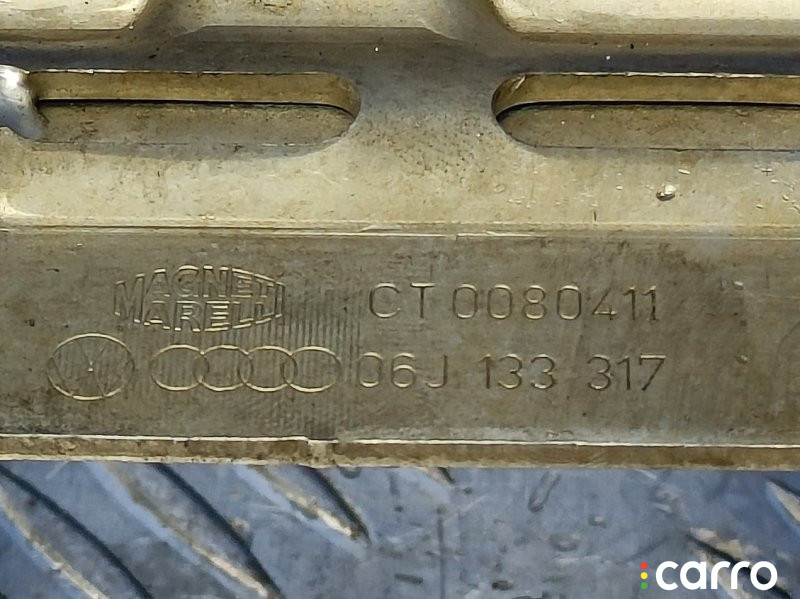 MAGNETI
MARELLI
CT 0080411
06J 133 317
carro